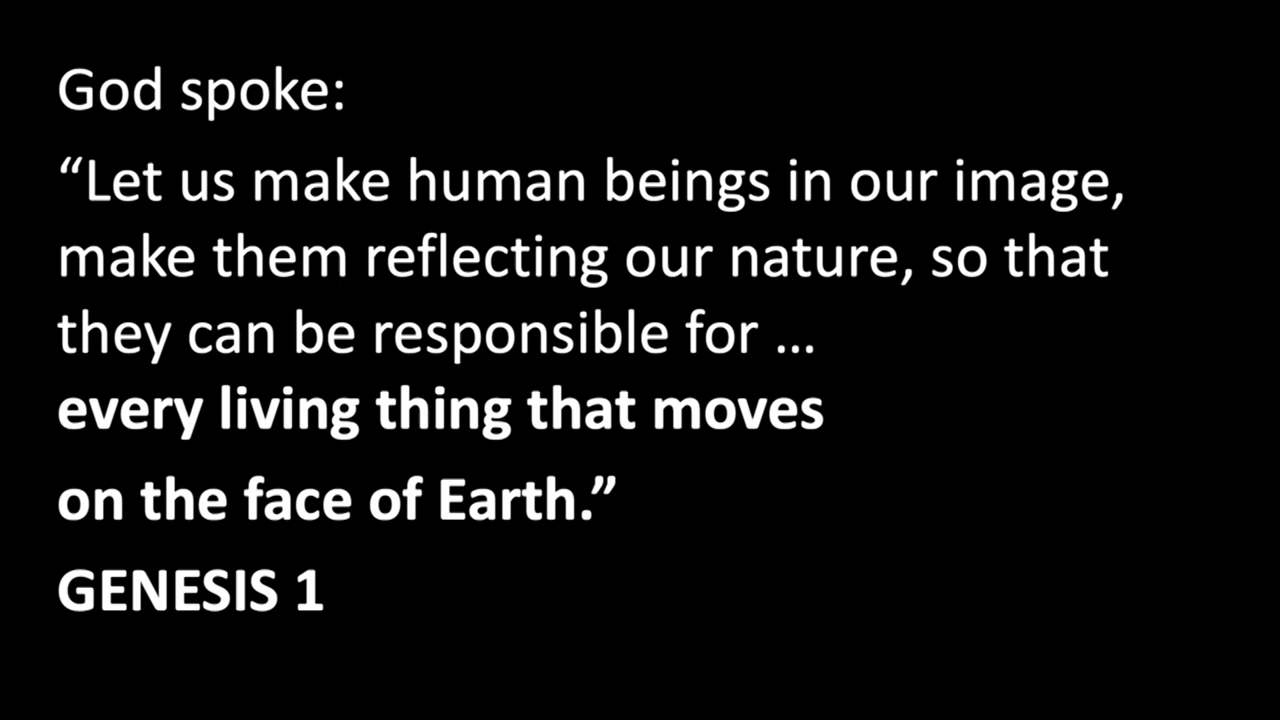 God spoke:
“Let us make human beings in our image,
make them reflecting our nature, so that
they can be responsible for ...
every living thing that moves
on the face of Earth.”
GENESIS 1